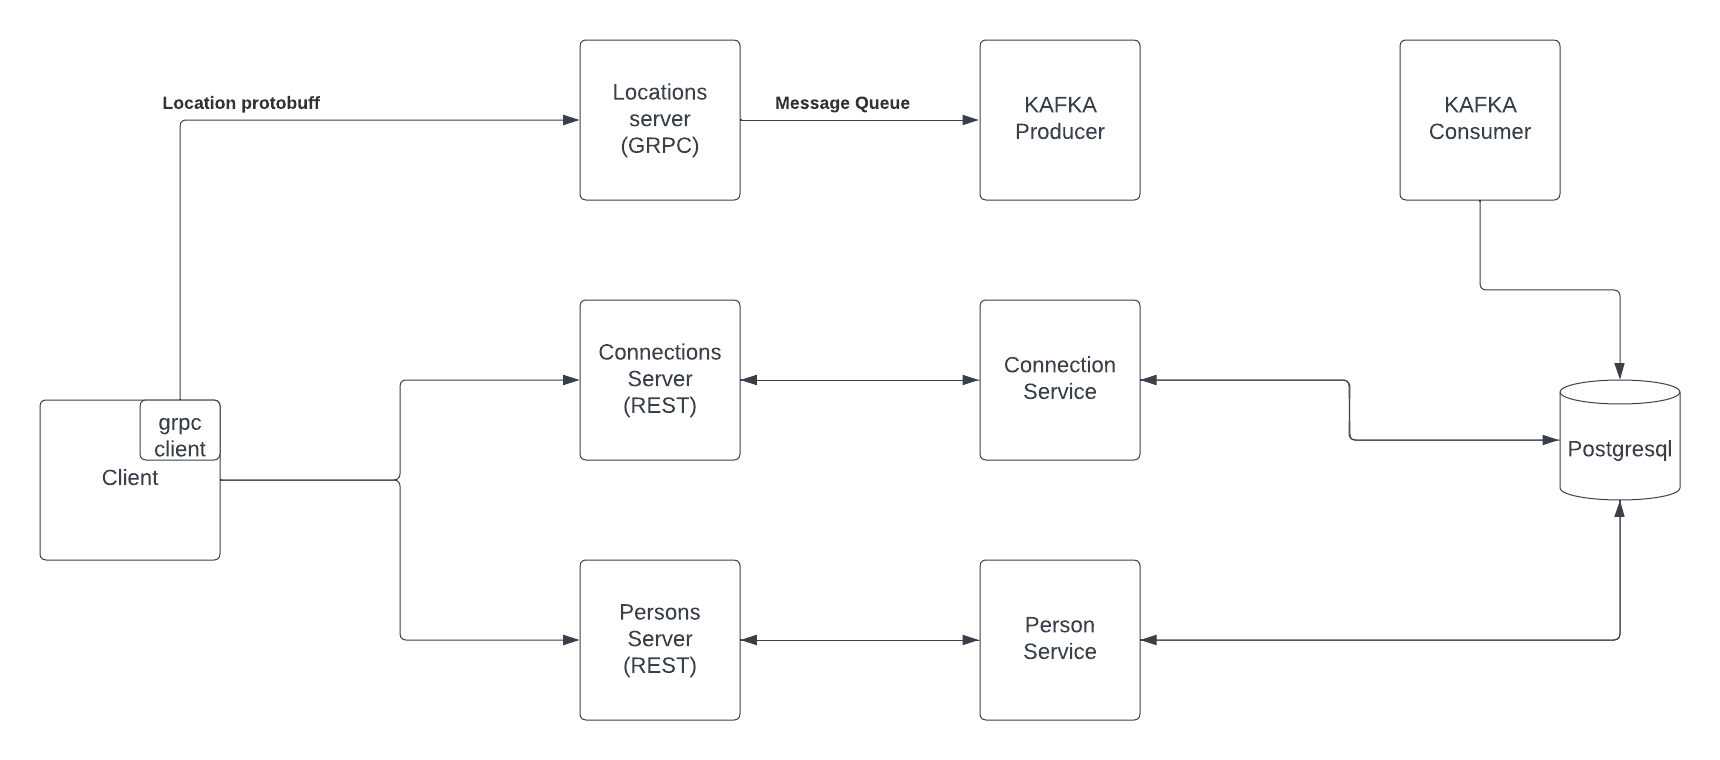 Location protobuff
Locations
server
(GRPC)
Message Queue
KAFKA
Producer
KAFKA
Consumer
Connections
Server
(REST)
Connection
Service
grpc
client
Client
Postgresql
Persons
Server
(REST)
Person
Service